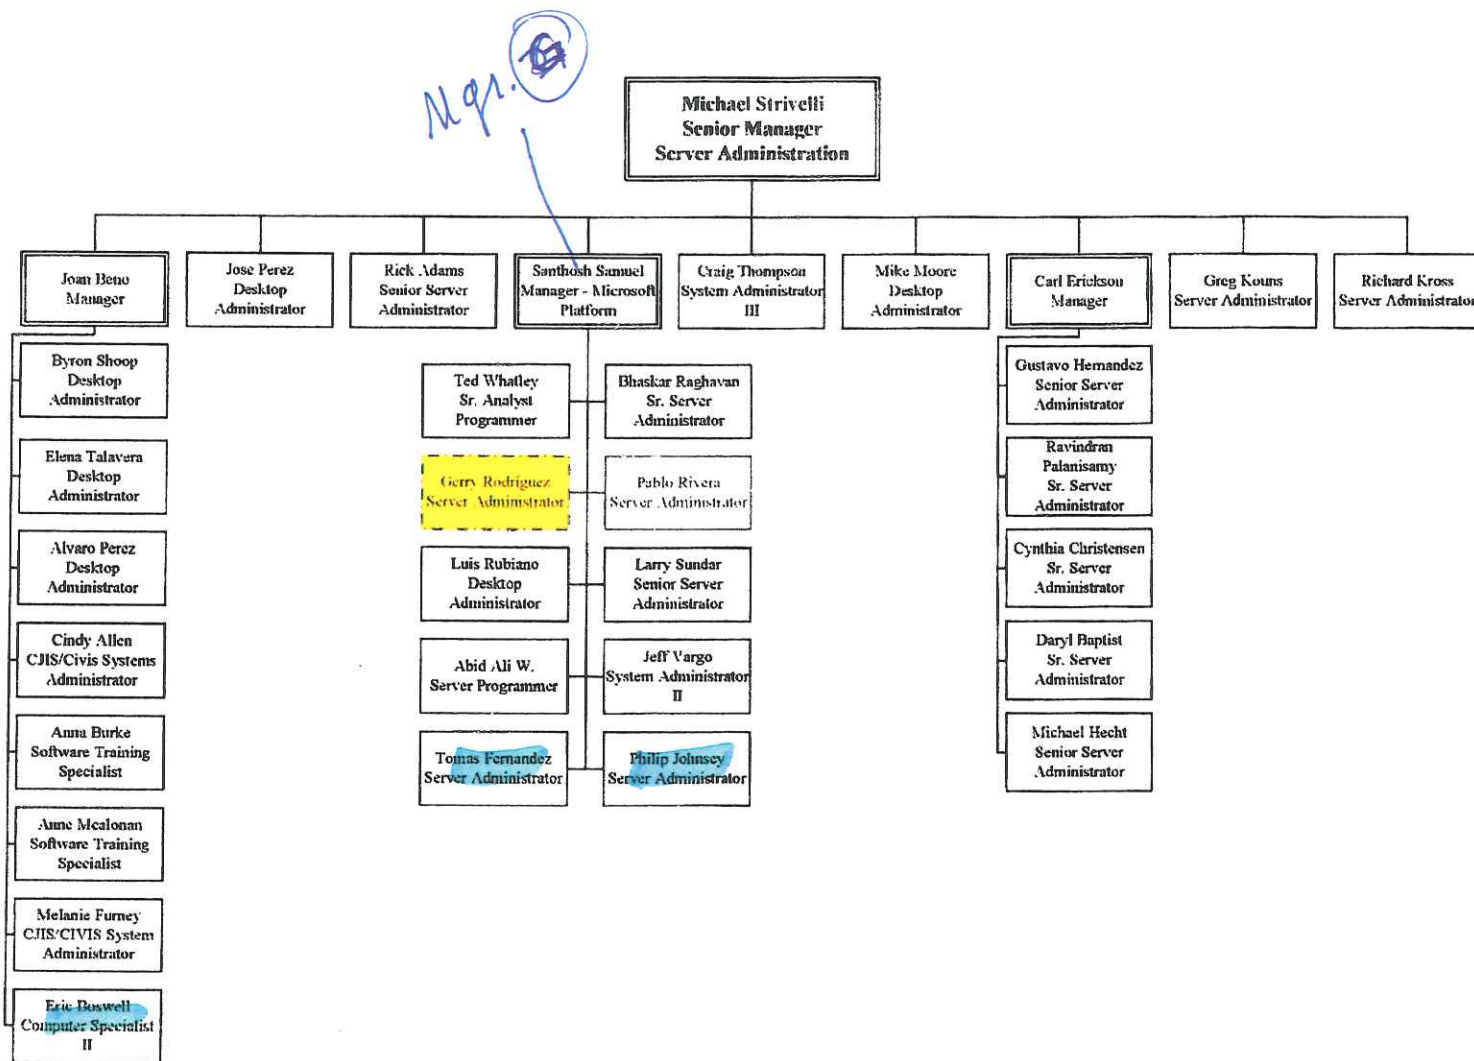 Mgr.
Michael Strivelli
Senior Manager
Server Administration
Joan Beno
Manager
Jose Perez
Desktop
Administrator
Rick Adams
Senior Server
Administrator
Santhosh Samuel
Manager - Microsoft
Platform
Craig Thompson
System Administrator
III
Mike Moore
Desktop
Administrator
Carl Erickson
Manager
Greg Kouns
Server Administrator
Richard Kross
Server Administrator
Byron Shoop
Desktop
Administrator
Elena Talavera
Desktop
Administrator
Alvaro Perez
Desktop
Administrator
Cindy Allen
CJIS/Civis Systems
Administrator
Anna Burke
Software Training
Specialist
Anne Mcalonan
Software Training
Specialist
Melanie Furney
CJIS/CIVIS System
Administrator
Eric Boswell
Computer Specialist
II
Ted Whatley
Sr. Analyst
Programmer
Bhaskar Raghavan
Sr. Server
Administrator
Gerry Rodriguez
Server Administrator
Pablo Rivera
Server Administrator
Luis Rubiano
Desktop
Administrator
Larry Sundar
Senior Server
Administrator
Abid Ali W.
Server Programmer
Jeff Vargo
System Administrator
II
Tomas Fernandez
Server Administrator
Philip Johnsey
Server Administrator
Gustavo Hernandez
Senior Server
Administrator
Ravindran
Palanisamy
Sr. Server
Administrator
Cynthia Christensen
Sr. Server
Administrator
Daryl Baptist
Sr. Server
Administrator
Michael Hecht
Senior Server
Administrator